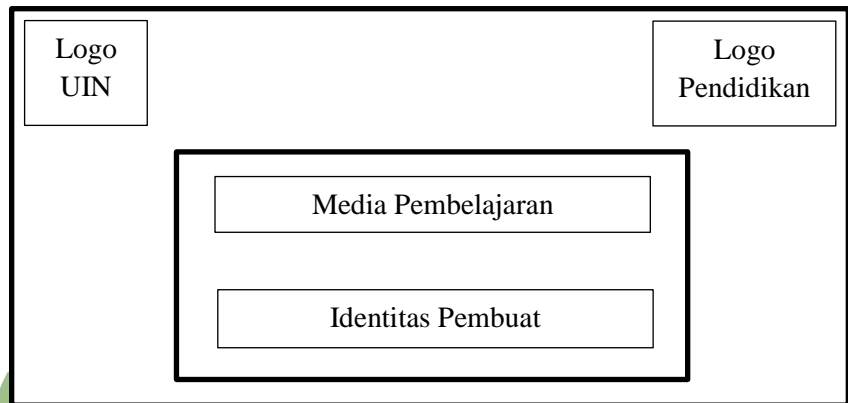 Logo
UIN
Logo
Pendidikan
Media Pembelajaran
Identitas Pembuat